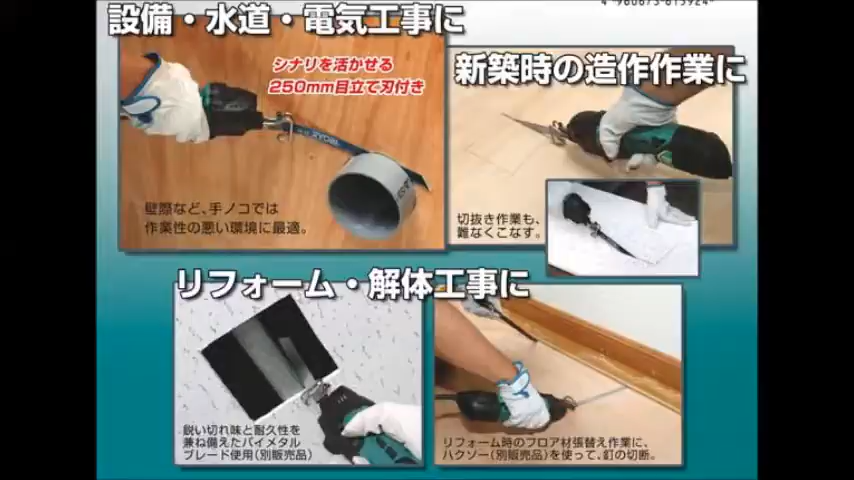 4 960673 615924
設備・水道・電気工事に
シナリを活かせる
250mm目立て刃付き
新築時の造作作業に
RYOBI
壁際など、手ノコでは
作業性の悪い環境に最適。
切抜き作業も、
難なくこなす。
リフォーム・解体工事に
鋭い切れ味と耐久性を
兼ね備えたバイメタル
ブレード使用(別販売品)
リフォーム時のフロア材張替え作業に、
ハクソー(別販売品)を使って、釘の切断。